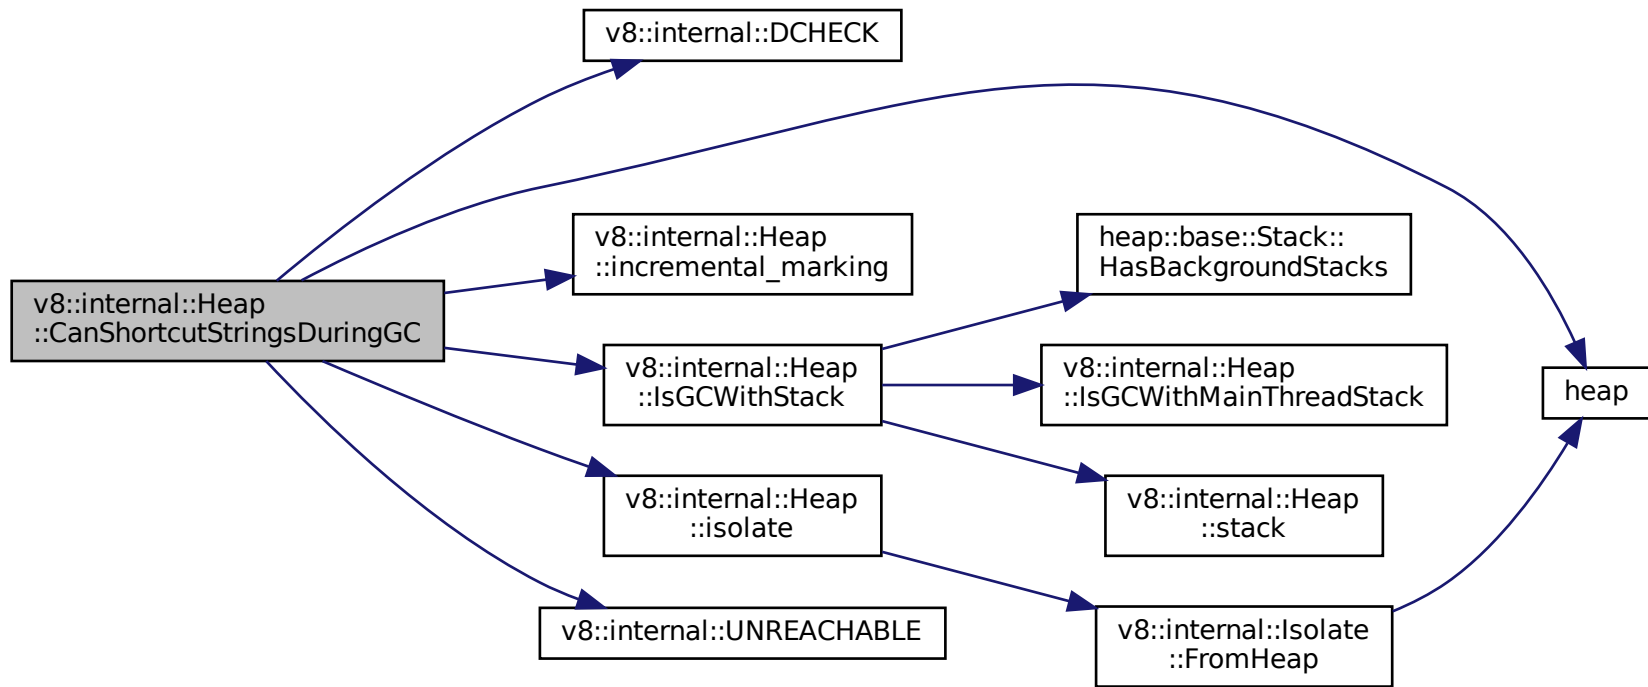 v8::internal::DCHECK
v8::internal::Heap
::incremental_marking
heap::base::Stack::
HasBackgroundStacks
v8::internal::Heap
::CanShortcutStringsDuringGC
v8::internal::Heap
::IsGCWithStack
v8::internal::Heap
::IsGCWithMainThreadStack
heap
v8::internal::Heap
::isolate
v8::internal::Heap
::stack
v8::internal::UNREACHABLE
v8::internal::Isolate
::FromHeap